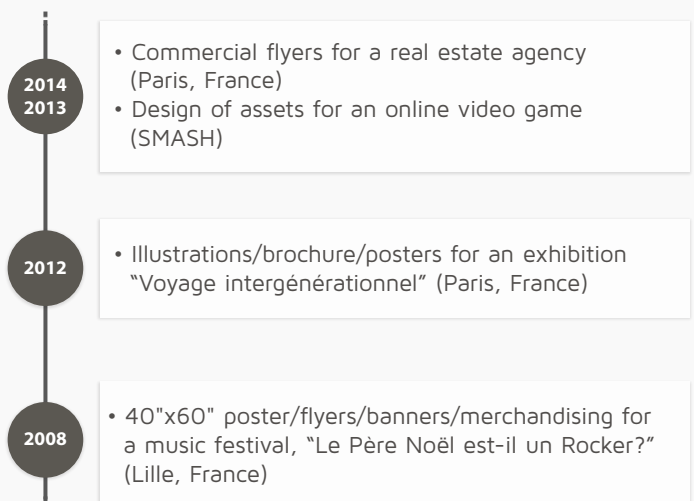 2014
2013
• Commercial flyers for a real estate agency
(Paris, France)
• Design of assets for an online video game
(SMASH)
2012
• Illustrations/brochure/posters for an exhibition
“Voyage intergénérationnel” (Paris, France)
2008
• 40"x60" poster/flyers/banners/merchandising for
a music festival, “Le Père Noël est-il un Rocker?”
(Lille, France)